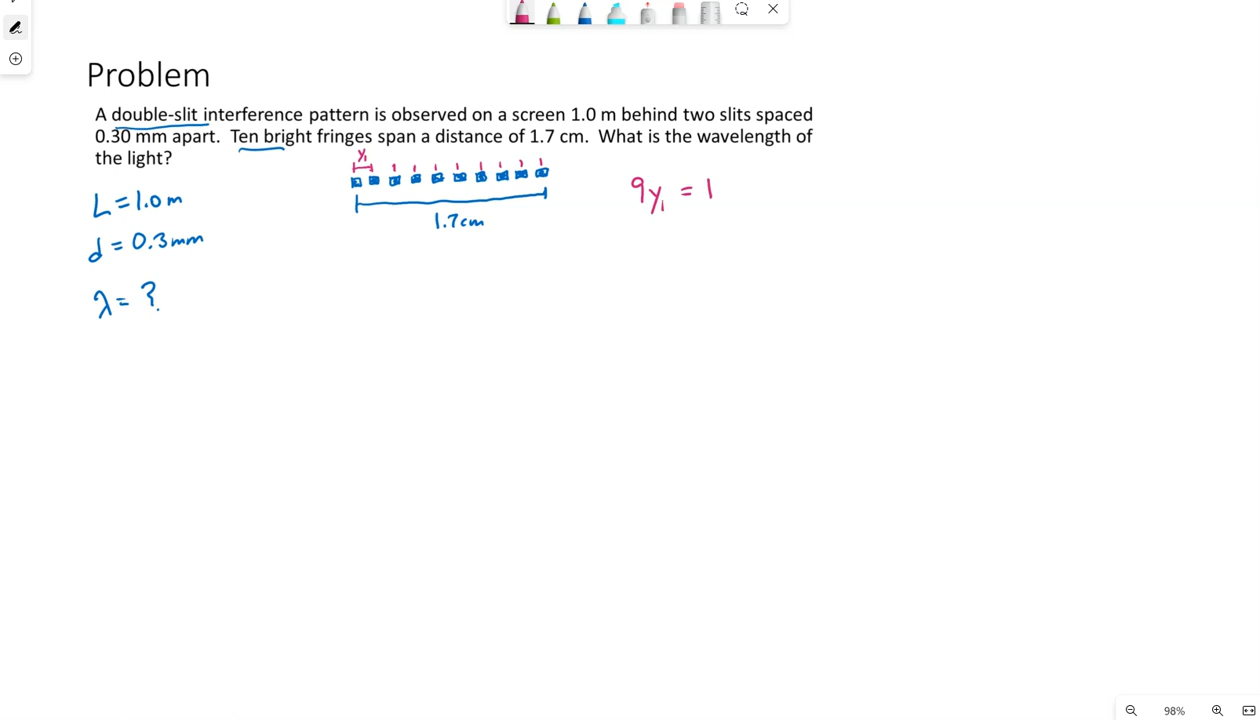 Problem
A double-slit interference pattern is observed on a screen 1.0 m behind two slits spaced
0.30 mm apart. Ten bright fringes span a distance of 1.7 cm. What is the wavelength of
the light?
y₁
L = 1.0 m
9y₁ = 1
1.7 cm
d = 0.3 mm
λ = ?
98%